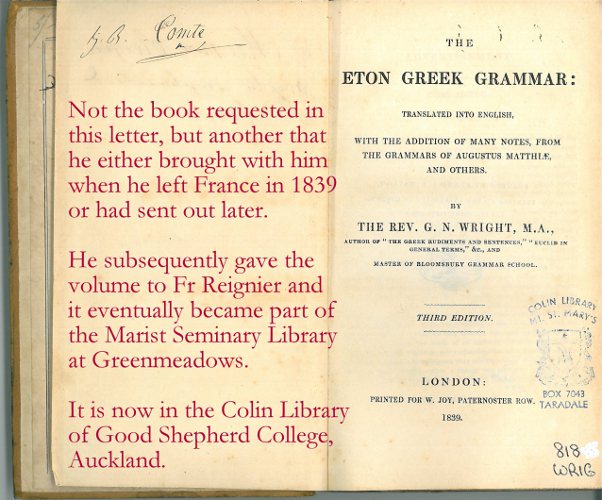 J. B. Comte
Not the book requested in
this letter, but another that
he either brought with him
when he left France in 1839
or had sent out later.
He subsequently gave the
volume to Fr Reignier and
it eventually became part of
the Marist Seminary Library
at Greenmeadows.
It is now in the Colin Library
of Good Shepherd College,
Auckland.
THE
ETON GREEK GRAMMAR:
TRANSLATED INTO ENGLISH,
WITH THE ADDITION OF MANY NOTES, FROM
THE GRAMMARS OF AUGUSTUS MATTHIÆ,
AND OTHERS.
BY
THE REV. G. N. WRIGHT, M.A.,
AUTHOR OF "THE GREEK RUDIMENTS AND SENTENCES," "EUCLID IN
GENERAL TERMS," &c., AND
MASTER OF BLOOMSBURY GRAMMAR SCHOOL.
THIRD EDITION.
LONDON:
PRINTED FOR W. JOY, PATERNOSTER ROW.
1839.
COLIN LIBRARY
MT. ST. MARY'S
BOX 7043
TARADALE
818
WRIG